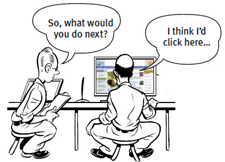 So, what would
you do next?
I think I'd
click here...